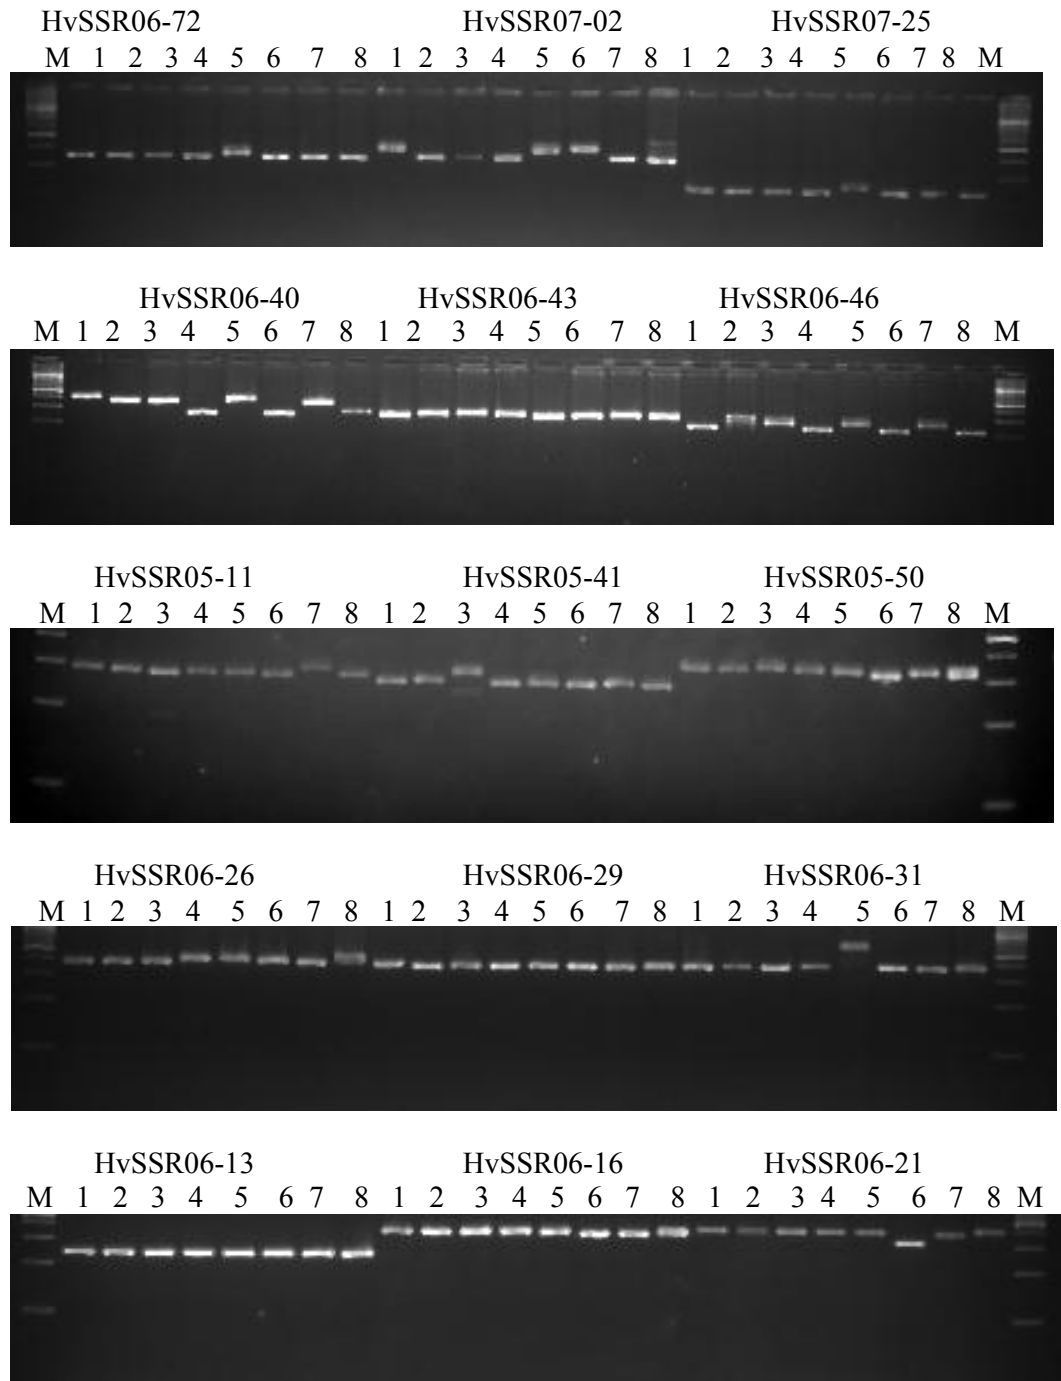 HvSSR06-72 HvSSR07-02 HvSSR07-25
M 1 2 3 4 5 6 7 8 1 2 3 4 5 6 7 8 1 2 3 4 5 6 7 8 M
HvSSR06-40 HvSSR06-43 HvSSR06-46
M 1 2 3 4 5 6 7 8 1 2 3 4 5 6 7 8 1 2 3 4 5 6 7 8 M
HvSSR05-11 HvSSR05-41 HvSSR05-50
M 1 2 3 4 5 6 7 8 1 2 3 4 5 6 7 8 1 2 3 4 5 6 7 8 M
HvSSR06-26 HvSSR06-29 HvSSR06-31
M 1 2 3 4 5 6 7 8 1 2 3 4 5 6 7 8 1 2 3 4 5 6 7 8 M
HvSSR06-13 HvSSR06-16 HvSSR06-21
M 1 2 3 4 5 6 7 8 1 2 3 4 5 6 7 8 1 2 3 4 5 6 7 8 M